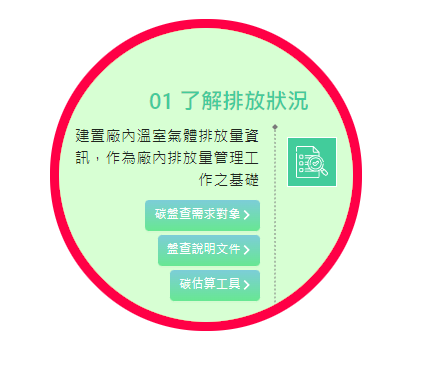 01 了解排放狀況
建置廠內溫室氣體排放量資
訊，作為廠內排放量管理工
作之基礎
碳盤查需求對象
盤查說明文件
碳估算工具